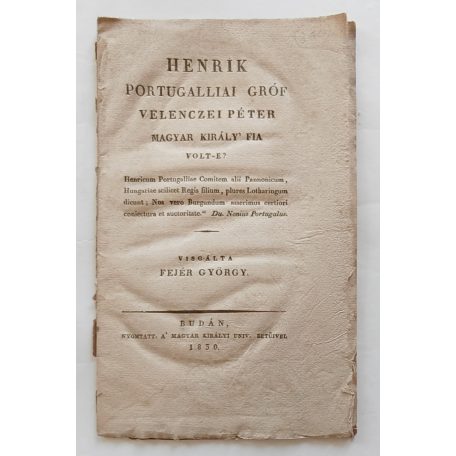 HENRIK
PORTUGALLIAI GRÓF
VELENCZEI PÉTER
MAGYAR KIRÁLY' FIA
VOLT-E?
Henricum Portugalliae Comitem alii Pannonicum,
Hungariae scilicet Regis filium, plures Lotharingum
dicunt; Nos vero Burgundum asserimus certiori
coniectura et auctoritate." Du. Nonius Portugalus.
VISGÁLTA
FEJÉR GYÖRGY.
BUDÁN,
NYOMTATT. A' MAGYAR KIRÁLYI UNIV. BETŰIVEL
1830.